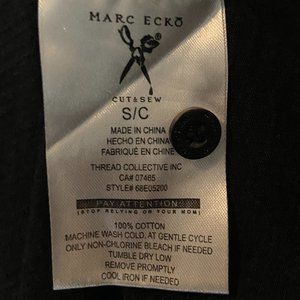 MARC ECKŌ
CUT&SEW
S/C
MADE IN CHINA
HECHO EN CHINE
FABRIQUÉ EN CHINE
THREAD COLLECTIVE INC
CA# 07465
STYLE# 68E05200
PAY ATTENTION
(STOP RELYING OR YOUR MOM)
100% COTTON
MACHINE WASH COLD, AT GENTLE CYCLE
ONLY NON-CHLORINE BLEACH IF NEEDED
TUMBLE DRY LOW
REMOVE PROMPTLY
COOL IRON IF NEEDED